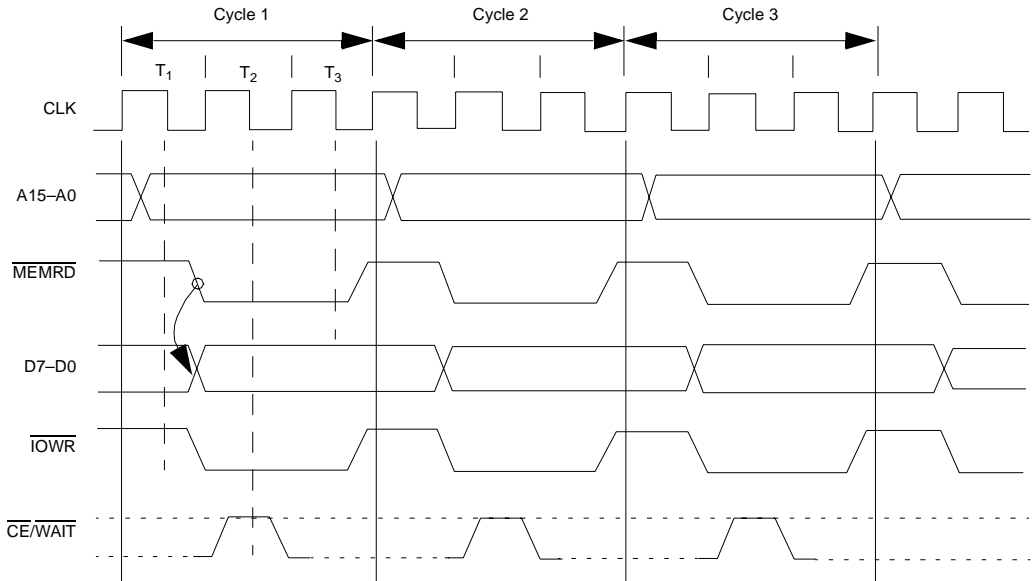 Cycle 1 Cycle 2 Cycle 3
T1 T2 T3
CLK
A15–A0
MEMRD
D7–D0
IOWR
CE/WAIT